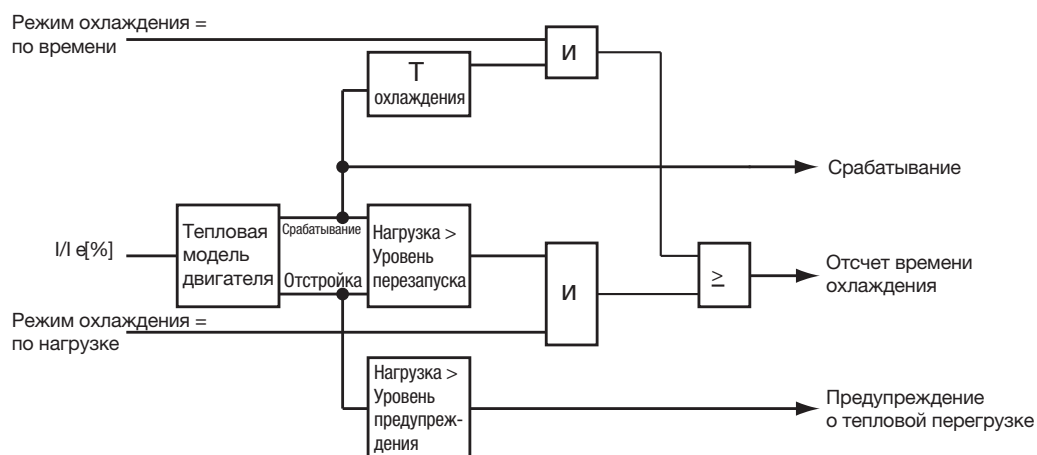 Режим охлаждения =
по времени
И
T
охлаждения
Срабатывание
I/I e[%]
Тепловая
модель
двигателя
Срабатывание
Отстройка
Нагрузка >
Уровень
перезапуска
И
≥
Отсчет времени
охлаждения
Режим охлаждения =
по нагрузке
Нагрузка >
Уровень
предупреж-
дения
Предупреждение
о тепловой перегрузке